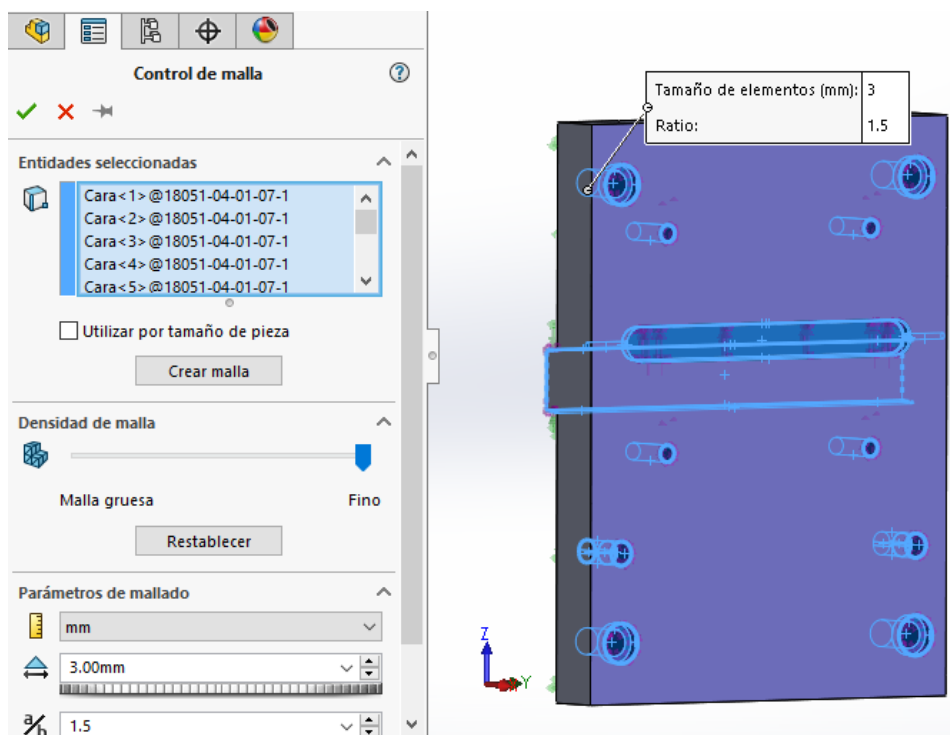 Control de malla
Entidades seleccionadas
Cara<1>@18051-04-01-07-1
Cara<2>@18051-04-01-07-1
Cara<3>@18051-04-01-07-1
Cara<4>@18051-04-01-07-1
Cara<5>@18051-04-01-07-1
Utilizar por tamaño de pieza
Crear malla
Densidad de malla
Malla gruesa Fino
Restablecer
Parámetros de mallado
mm
3.00mm
a/b 1.5
Tamaño de elementos (mm): 3
Ratio: 1.5
Z
Y